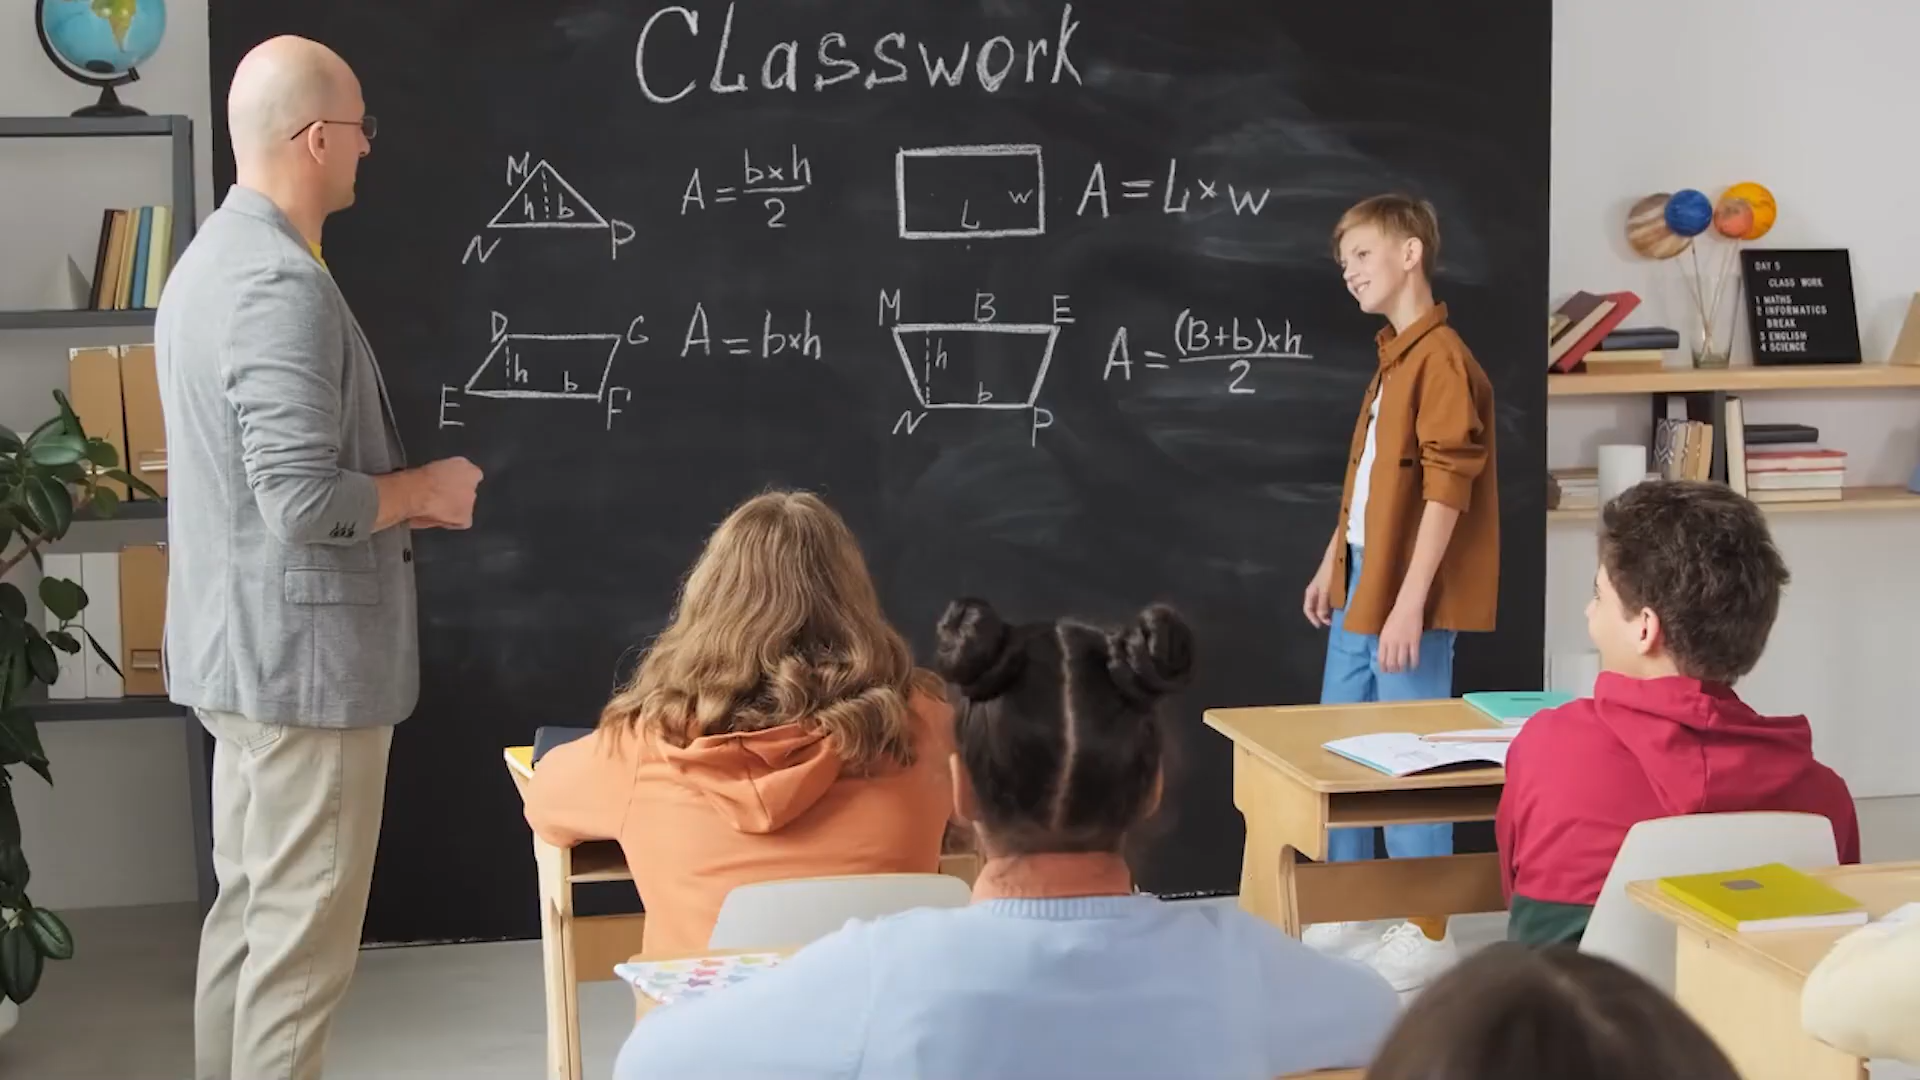 Classwork
M
h b
N P
A = b×h
2
L w
A = L×w
D G
h b
E F
A = b×h
M B E
h
b
N P
A = (B+b)×h
2
DAY 5
CLASS WORK
1 MATHS
2 INFORMATICS
BREAK
3 ENGLISH
4 SCIENCE